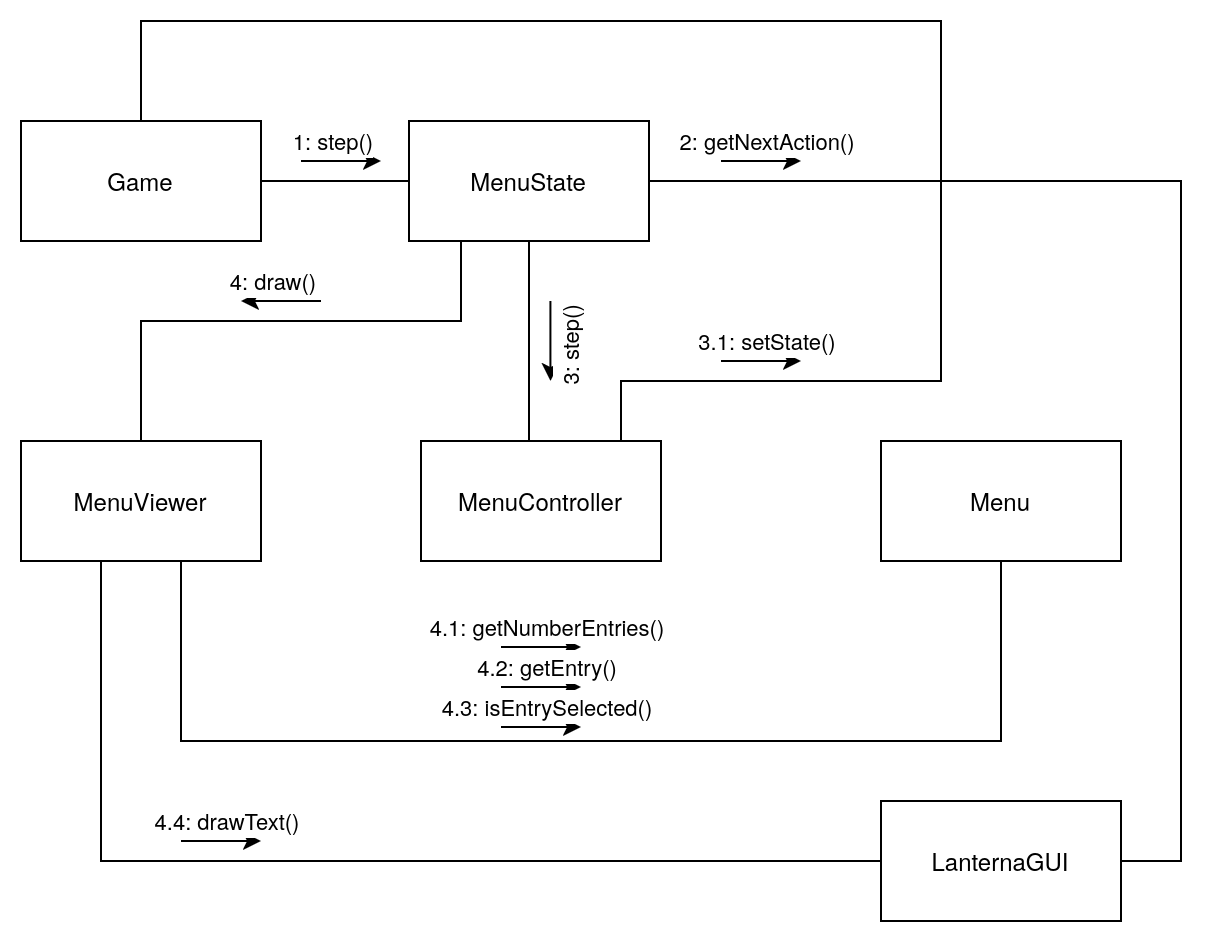 1: step()
2: getNextAction()
Game
MenuState
4: draw()
3: step()
3.1: setState()
MenuViewer
MenuController
Menu
4.1: getNumberEntries()
4.2: getEntry()
4.3: isEntrySelected()
4.4: drawText()
LanternaGUI